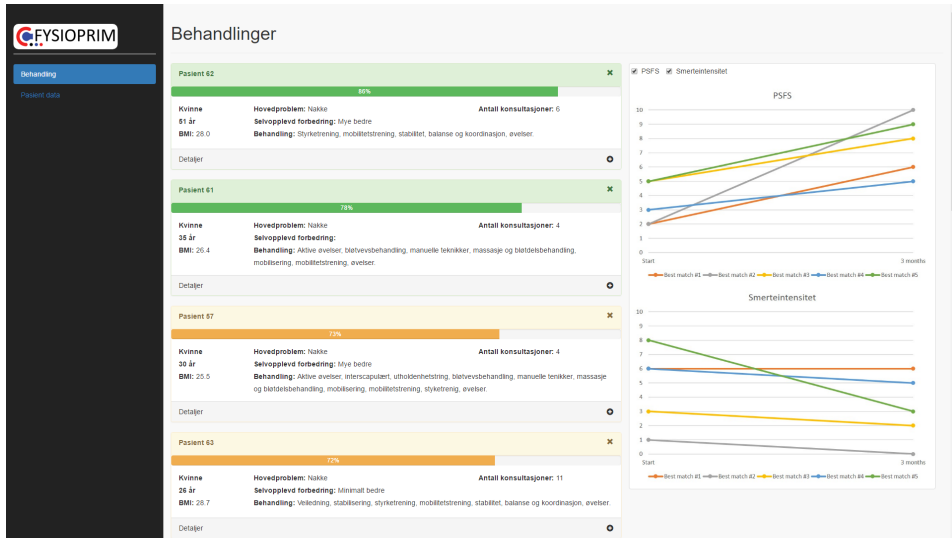 FYSIOPRIM
Behandling
Pasient data
Behandlinger
Pasient 62
86%
Kvinne
51 år
BMI: 28.0
Hovedproblem: Nakke
Antall konsultasjoner: 6
Selvopplevd forbedring: Mye bedre
Behandling: Styrketrening, mobilitetstrening, stabilitet, balanse og koordinasjon, øvelser.
Detaljer
Pasient 61
78%
Kvinne
35 år
BMI: 26.4
Hovedproblem: Nakke
Antall konsultasjoner: 4
Selvopplevd forbedring:
Behandling: Aktive øvelser, bløtvevsbehandling, manuelle teknikker, massasje og bløtdelsbehandling,
mobilisering, mobilitetstrening, øvelser.
Detaljer
Pasient 57
73%
Kvinne
30 år
BMI: 25.5
Hovedproblem: Nakke
Antall konsultasjoner: 4
Selvopplevd forbedring: Mye bedre
Behandling: Aktive øvelser, interscapulært, utholdenhetstring, bløtvevsbehandling, manuelle tenikker, massasje
og bløtdelsbehandling, mobilisering, mobilitetstrening, styketrenig, øvelser.
Detaljer
Pasient 63
72%
Kvinne
26 år
BMI: 28.7
Hovedproblem: Nakke
Antall konsultasjoner: 11
Selvopplevd forbedring: Minimalt bedre
Behandling: Veiledning, stabilisering, styrketrening, mobilitetstrening, stabilitet, balanse og koordinasjon, øvelser.
Detaljer
PSFS Smerteintensitet
PSFS
10
9
8
7
6
5
4
3
2
1
0
Start 3 months
Best match #1 Best match #2 Best match #3 Best match #4 Best match #5
Smerteintensitet
10
9
8
7
6
5
4
3
2
1
0
Start 3 months
Best match #1 Best match #2 Best match #3 Best match #4 Best match #5